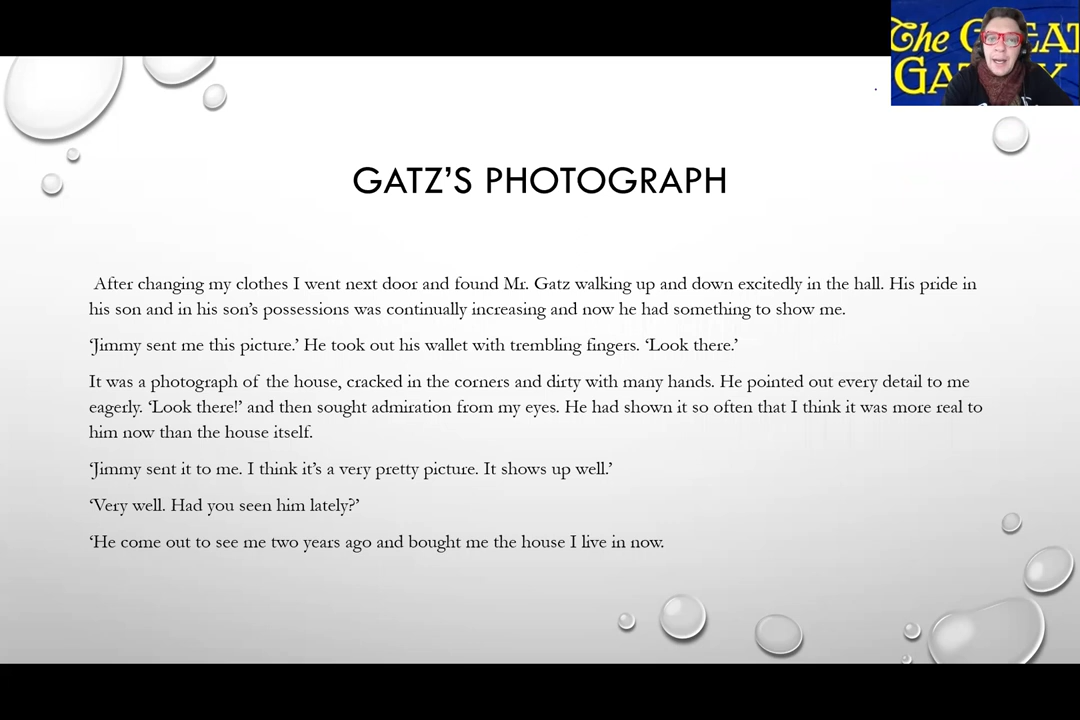 The GREAT
GATSBY
GATZ'S PHOTOGRAPH
After changing my clothes I went next door and found Mr. Gatz walking up and down excitedly in the hall. His pride in
his son and in his son's possessions was continually increasing and now he had something to show me.
'Jimmy sent me this picture.' He took out his wallet with trembling fingers. 'Look there.'
It was a photograph of the house, cracked in the corners and dirty with many hands. He pointed out every detail to me
eagerly. 'Look there!' and then sought admiration from my eyes. He had shown it so often that I think it was more real to
him now than the house itself.
'Jimmy sent it to me. I think it's a very pretty picture. It shows up well.'
'Very well. Had you seen him lately?'
'He come out to see me two years ago and bought me the house I live in now.